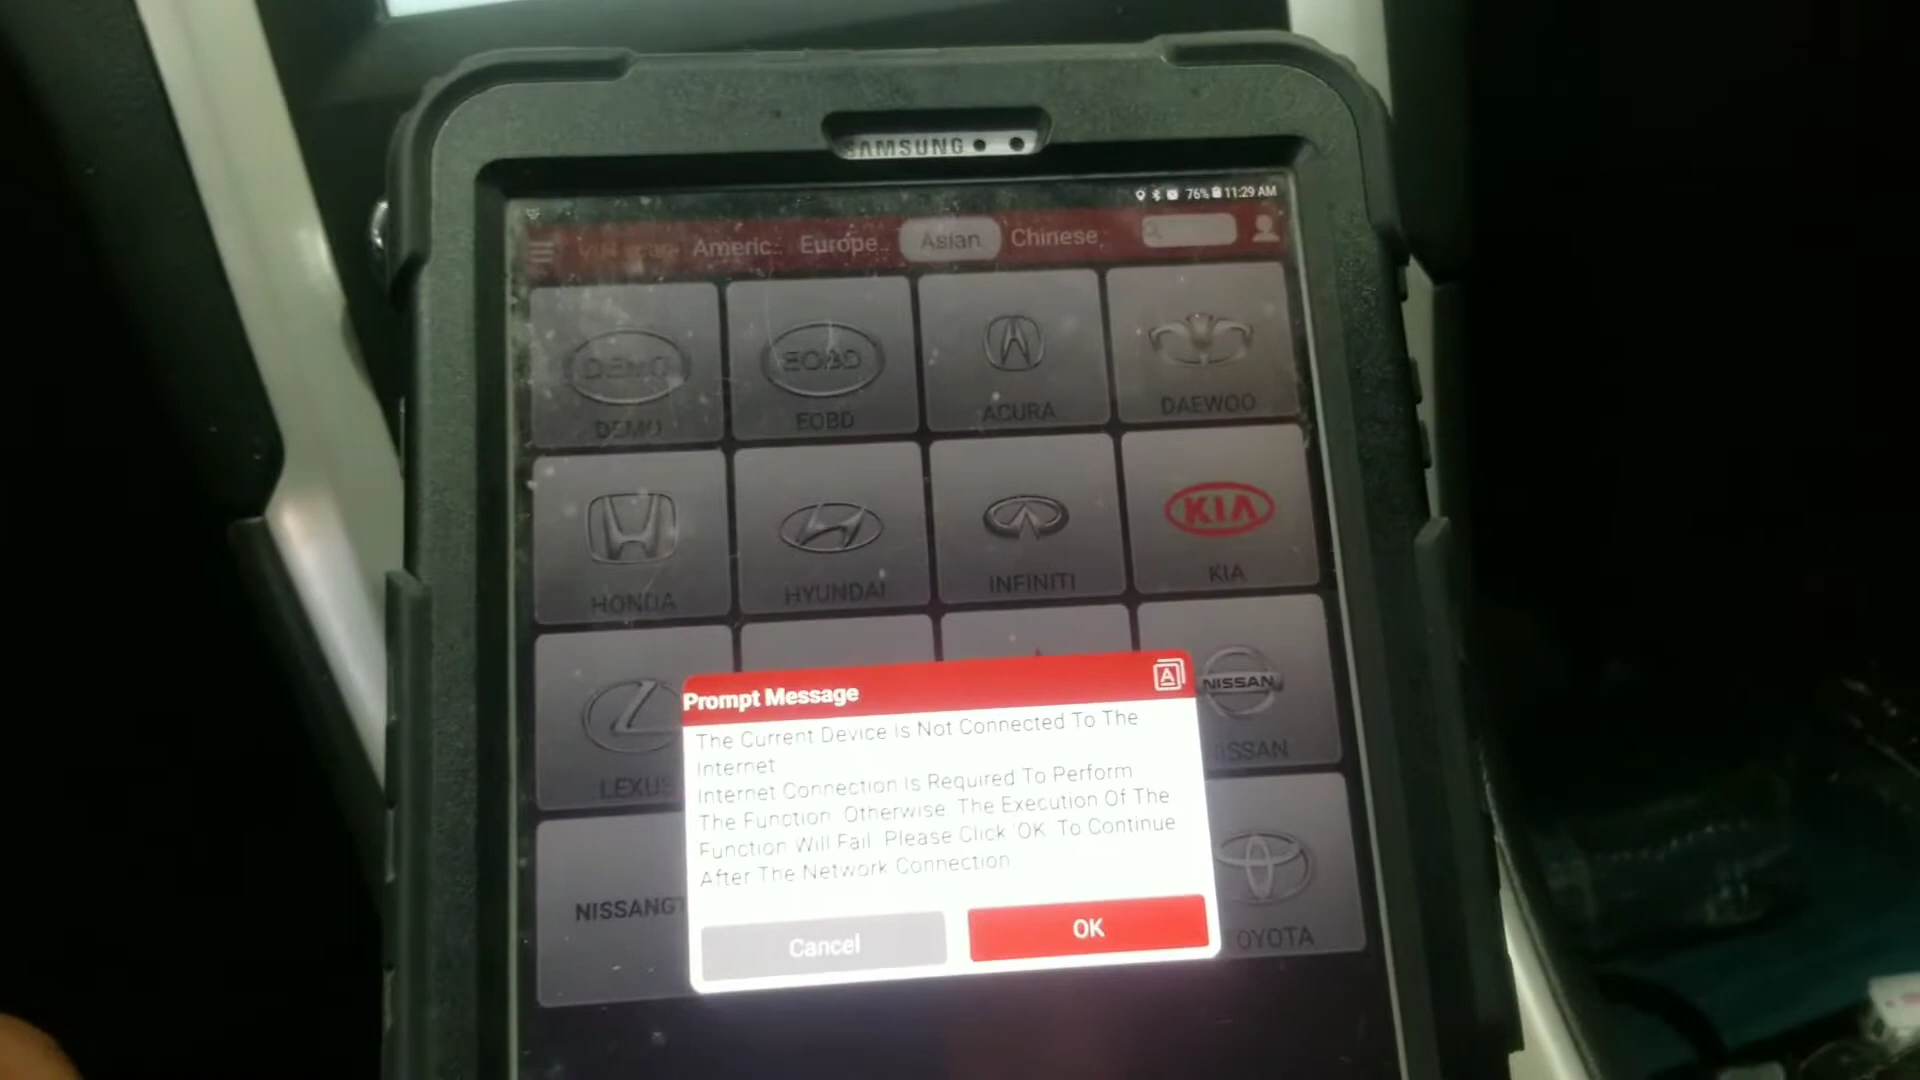 SAMSUNG
76% 11:29 AM
Americ.. Europe.. Asian Chinese
DEMO EOBD
DEMO EOBD ACURA DAEWOO
KIA
HONDA HYUNDAI INFINITI KIA
NISSAN
LEXUS
Prompt Message
The Current Device Is Not Connected To The
Internet
Internet Connection Is Required To Perform
The Function. Otherwise, The Execution Of The
Function Will Fail. Please Click 'OK' To Continue
After The Network Connection
Cancel OK